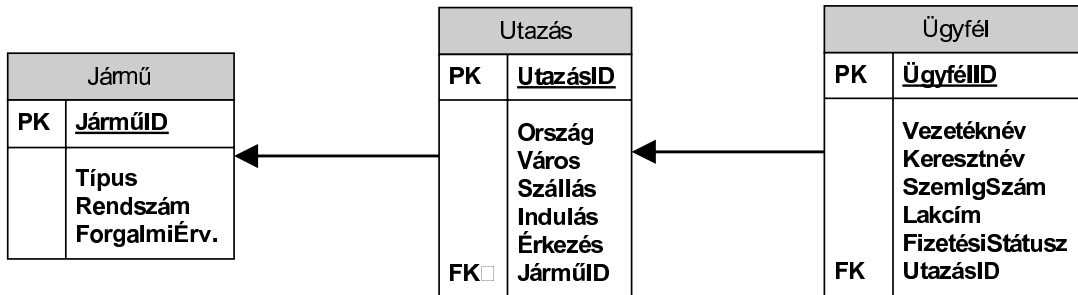 Jármű
PK JárműID
Típus
Rendszám
ForgalmiÉrv.
Utazás
PK UtazásID
Ország
Város
Szállás
Indulás
Érkezés
FK JárműID
Ügyfél
PK ÜgyfélID
Vezetéknév
Keresztnév
SzemIgSzám
Lakcím
FizetésiStátusz
FK UtazásID